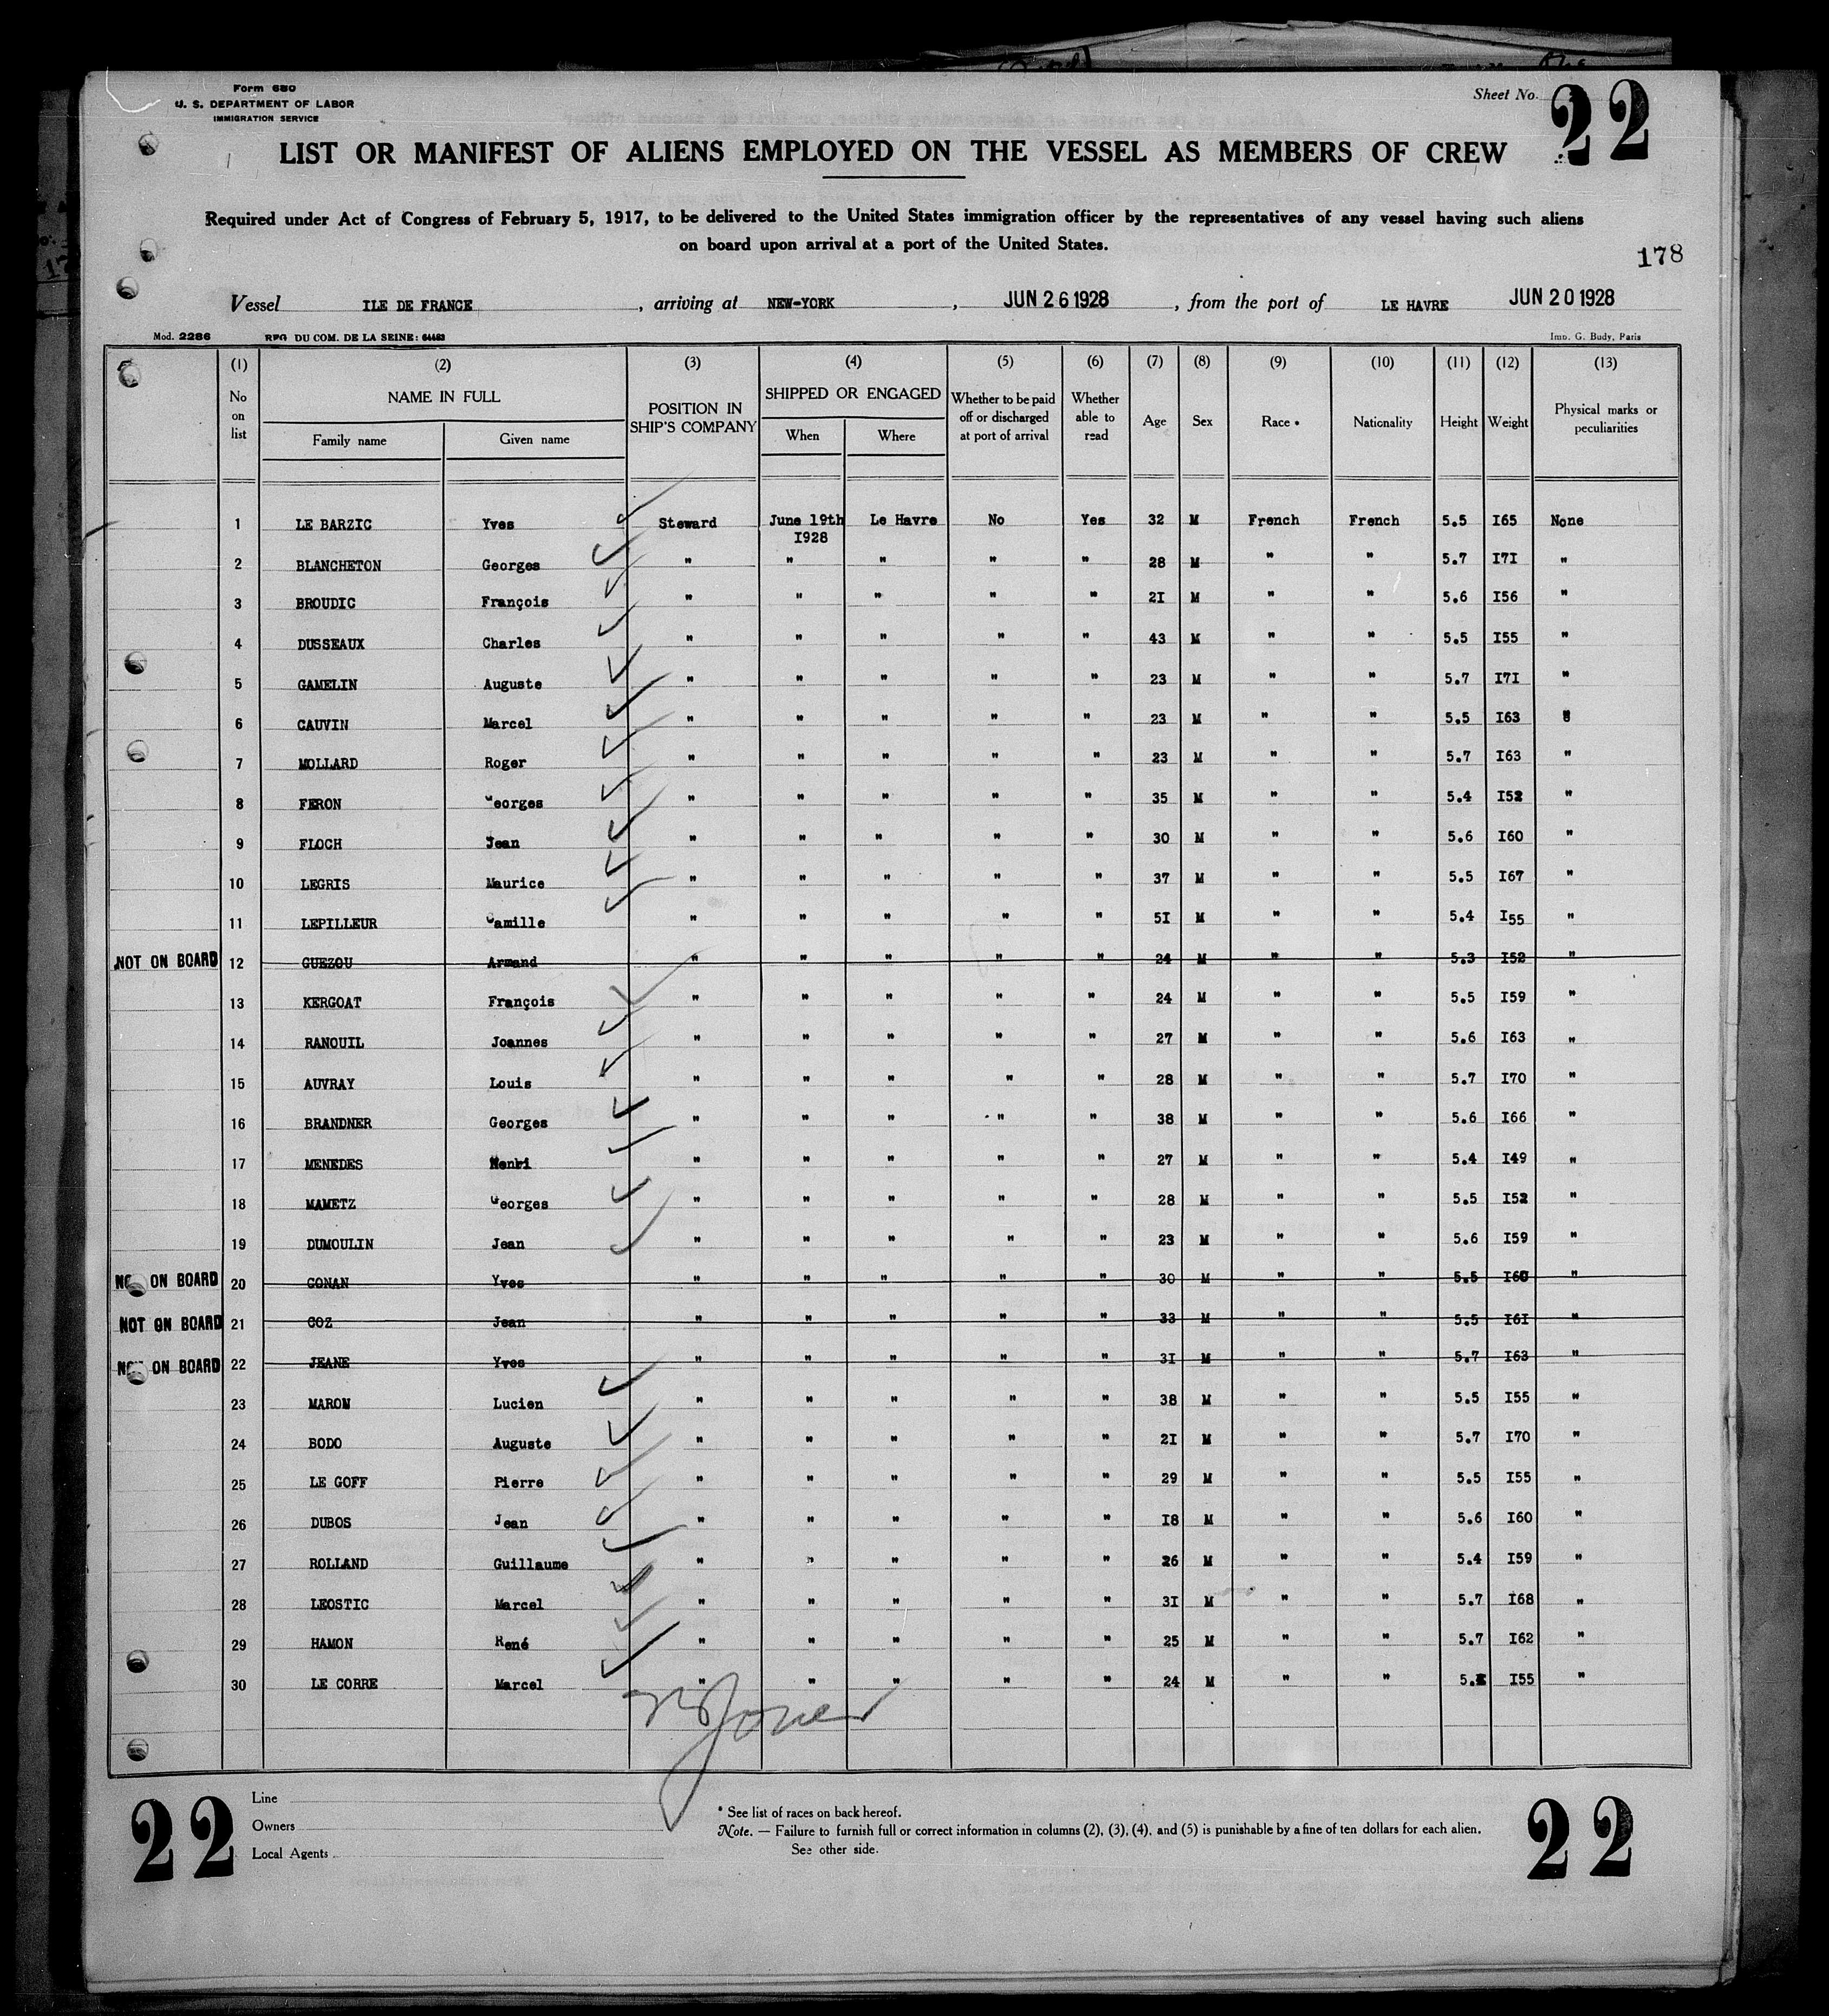 Form 680
U. S. DEPARTMENT OF LABOR
IMMIGRATION SERVICE
Sheet No. 22
LIST OR MANIFEST OF ALIENS EMPLOYED ON THE VESSEL AS MEMBERS OF CREW
Required under Act of Congress of February 5, 1917, to be delivered to the United States immigration officer by the representatives of any vessel having such aliens
on board upon arrival at a port of the United States.
178
Vessel ILE DE FRANCE , arriving at NEW-YORK , JUN 26 1928 , from the port of LE HAVRE JUN 20 1928
Mod. 2286 DU COM. DE LA SEINE: Imp. G. Budy, Paris
(1) (2) (3) (4) (5) (6) (7) (8) (9) (10) (11) (12) (13)
No on list NAME IN FULL Family name Given name POSITION IN SHIP'S COMPANY SHIPPED OR ENGAGED When Where Whether to be paid off or discharged at port of arrival Whether able to read Age Sex Race * Nationality Height Weight Physical marks or peculiarities
1 LE BARZIC Yves Steward June 19th I928 Le Havre No Yes 32 M French French 5.5 I65 None
2 BLANCHETON Georges " " " " " 28 M " " 5.7 I7I "
3 BROUDIC François " " " " " 2I M " " 5.6 I56 "
4 DUSSEAUX Charles " " " " " 43 M " " 5.5 I55 "
5 GAMELIN Auguste " " " " " 23 M " " 5.7 I7I "
6 CAUVIN Marcel " " " " " 23 M " " 5.5 I63 "
7 MOLLARD Roger " " " " " 23 M " " 5.7 I63 "
8 FERON Georges " " " " " 35 M " " 5.4 I52 "
9 FLOCH Jean " " " " " 30 M " " 5.6 I60 "
10 LEGRIS Maurice " " " " " 37 M " " 5.5 I67 "
11 LEPILLEUR Camille " " " " " 5I M " " 5.4 I55 "
NOT ON BOARD 12 GUEZOU Armand " " " " " 24 M " " 5.3 I52 "
13 KERGOAT François " " " " " 24 M " " 5.5 I59 "
14 RANOUIL Joannes " " " " " 27 M " " 5.6 I63 "
15 AUVRAY Louis " " " " " 28 M " " 5.7 I70 "
16 BRANDNER Georges " " " " " 38 M " " 5.6 I66 "
17 MENEDES Henri " " " " " 27 M " " 5.4 I49 "
18 MAMETZ Georges " " " " " 28 M " " 5.5 I52 "
19 DUMOULIN Jean " " " " " 23 M " " 5.6 I59 "
NOT ON BOARD 20 CONAN Yves " " " " " 30 M " " 5.5 I60 "
NOT ON BOARD 21 COZ Jean " " " " " 33 M " " 5.5 I6I "
NOT ON BOARD 22 JEANE Yves " " " " " 3I M " " 5.7 I63 "
23 MARON Lucien " " " " " 38 M " " 5.5 I55 "
24 BODO Auguste " " " " " 2I M " " 5.7 I70 "
25 LE GOFF Pierre " " " " " 29 M " " 5.5 I55 "
26 DUBOS Jean " " " " " I8 M " " 5.6 I60 "
27 ROLLAND Guillaume " " " " " 26 M " " 5.4 I59 "
28 LEOSTIC Marcel " " " " " 3I M " " 5.7 I68 "
29 HAMON René " " " " " 25 M " " 5.7 I62 "
30 LE CORRE Marcel " " " " " 24 M " " I55 "
Line
Owners
Local Agents
* See list of races on back hereof.
Note. — Failure to furnish full or correct information in columns (2), (3), (4), and (5) is punishable by a fine of ten dollars for each alien.
See other side.
22 22